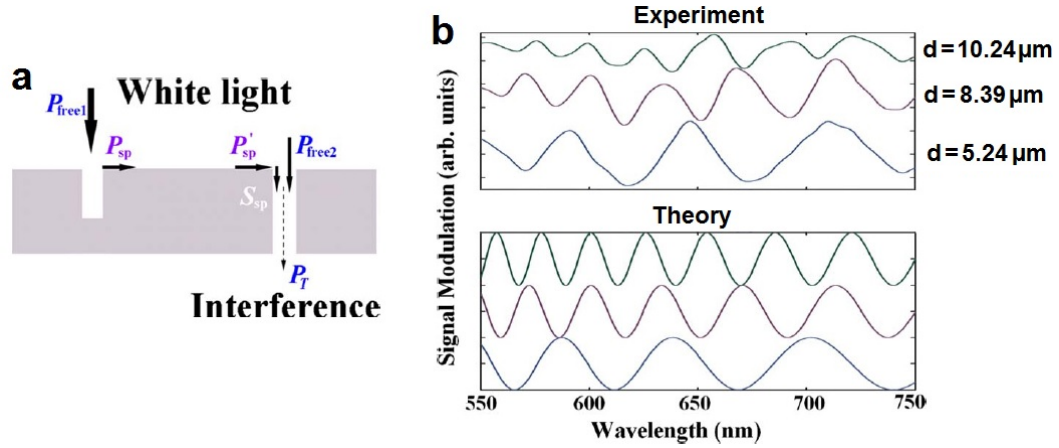 a
White light
P_free1
P_sp
P'_sp
P_free2
S_sp
P_T
Interference
b
Experiment
d = 10.24 μm
d = 8.39 μm
d = 5.24 μm
Theory
Signal Modulation (arb. units)
550 600 650 700 750
Wavelength (nm)